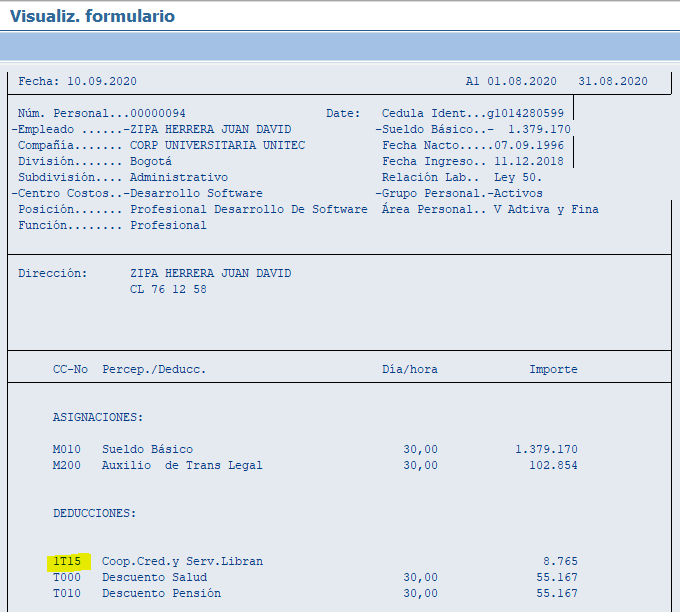 Visualiz. formulario
Fecha: 10.09.2020 Al 01.08.2020 31.08.2020
Núm. Personal...00000094 Date: Cedula Ident...g1014280599
-Empleado ......-ZIPA HERRERA JUAN DAVID -Sueldo Básico..- 1.379.170
Compañía....... CORP UNIVERSITARIA UNITEC Fecha Nacto.....07.09.1996
División....... Bogotá Fecha Ingreso.. 11.12.2018
Subdivisión.... Administrativo Relación Lab.. Ley 50.
-Centro Costos..-Desarrollo Software -Grupo Personal.-Activos
Posición....... Profesional Desarrollo De Software Área Personal.. V Adtiva y Fina
Función........ Profesional
Dirección: ZIPA HERRERA JUAN DAVID
CL 76 12 58
CC-No Percep./Deducc. Día/hora Importe
ASIGNACIONES:
M010 Sueldo Básico 30,00 1.379.170
M200 Auxilio de Trans Legal 30,00 102.854
DEDUCCIONES:
1T15 Coop.Cred.y Serv.Libran 8.765
T000 Descuento Salud 30,00 55.167
T010 Descuento Pensión 30,00 55.167